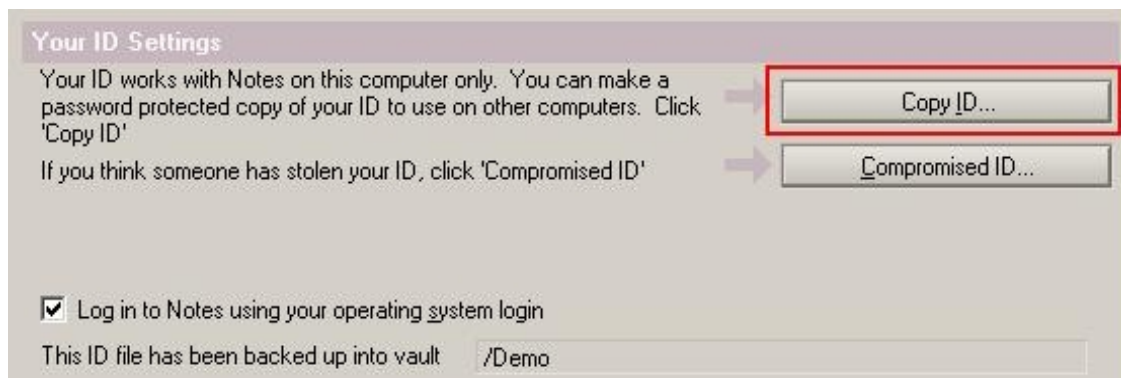 Your ID Settings
Your ID works with Notes on this computer only. You can make a
password protected copy of your ID to use on other computers. Click
'Copy ID'
Copy ID...
If you think someone has stolen your ID, click 'Compromised ID'
Compromised ID...
Log in to Notes using your operating system login
This ID file has been backed up into vault /Demo